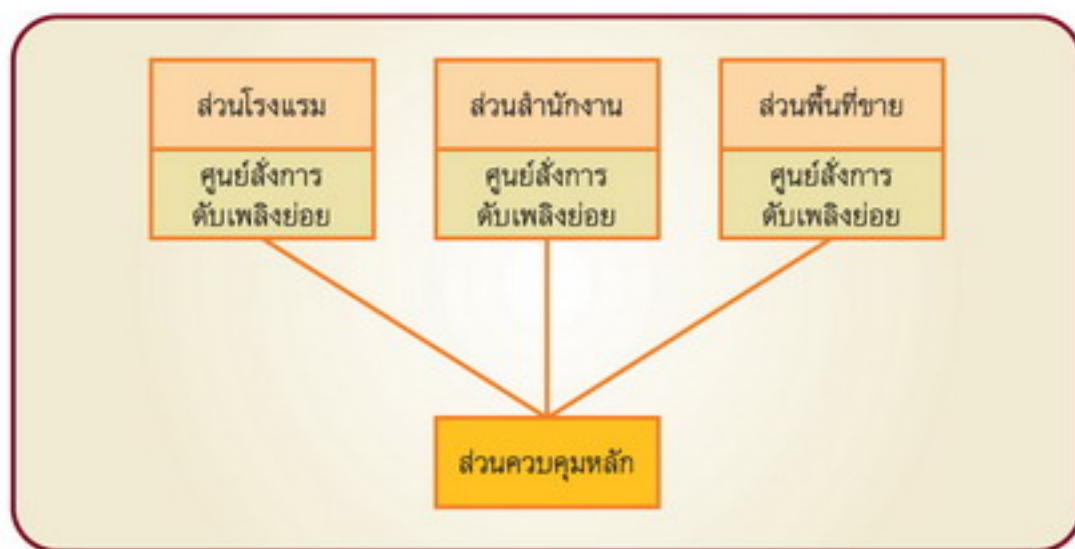 ส่วนโรงแรม
ศูนย์สั่งการ
ดับเพลิงย่อย
ส่วนสำนักงาน
ศูนย์สั่งการ
ดับเพลิงย่อย
ส่วนพื้นที่ขาย
ศูนย์สั่งการ
ดับเพลิงย่อย
ส่วนควบคุมหลัก